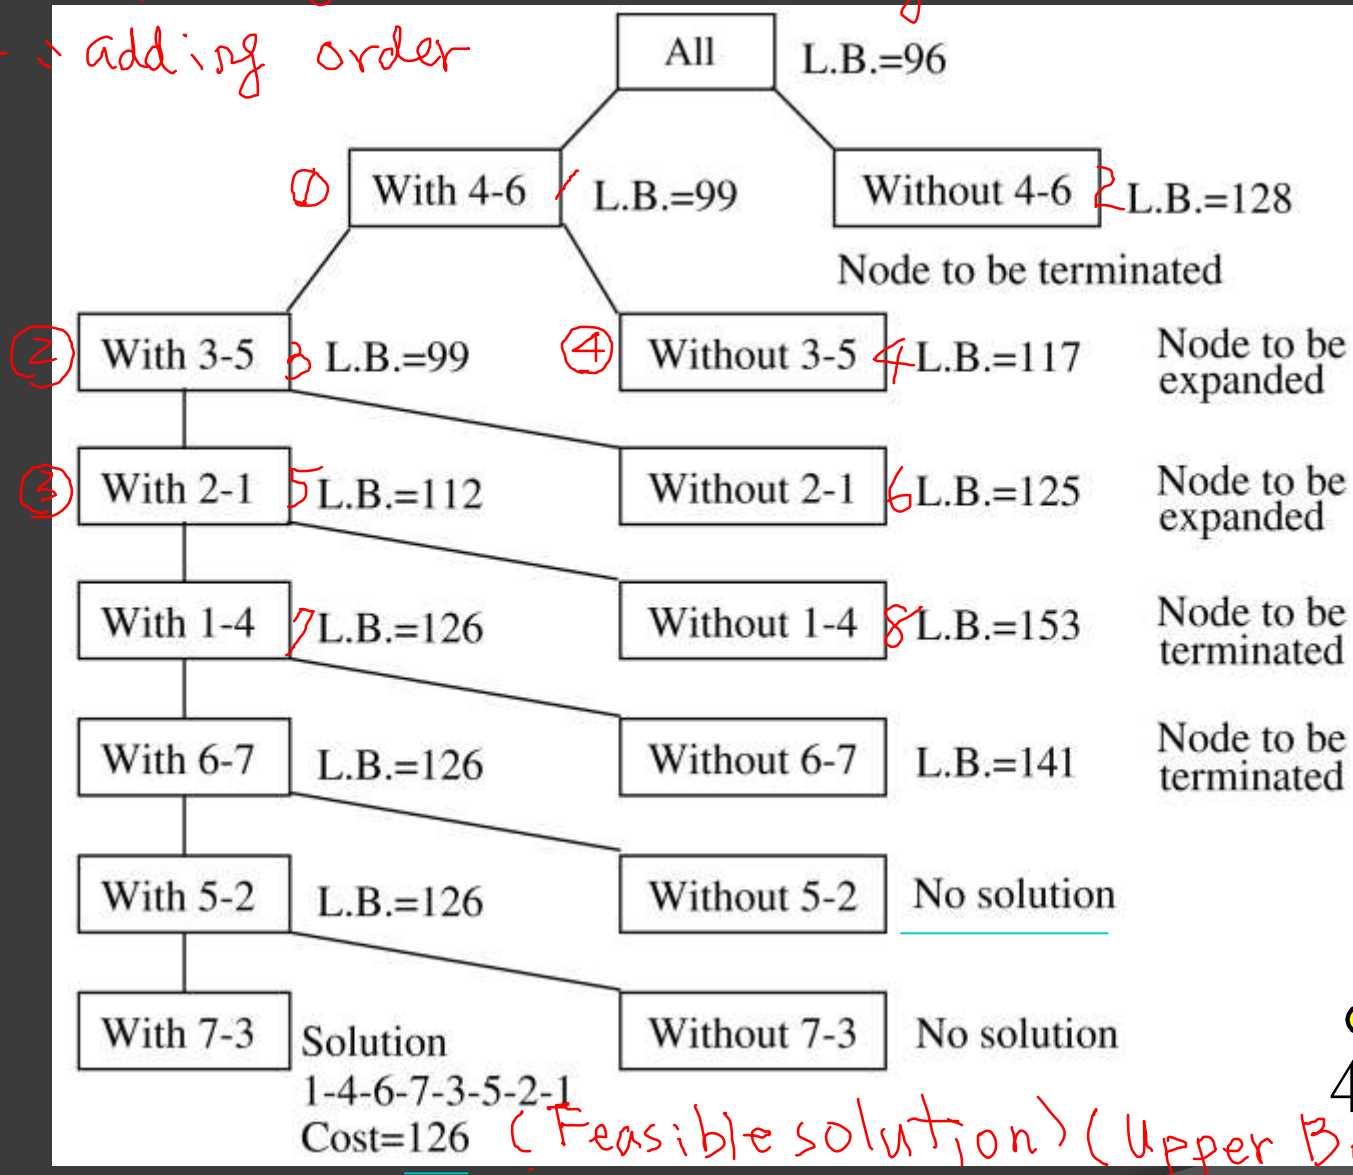 : adding order
All L.B.=96
① With 4-6 1 L.B.=99 Without 4-6 2 L.B.=128
Node to be terminated
② With 3-5 3 L.B.=99 ④ Without 3-5 4 L.B.=117 Node to be
expanded
③ With 2-1 5 L.B.=112 Without 2-1 6 L.B.=125 Node to be
expanded
With 1-4 7 L.B.=126 Without 1-4 8 L.B.=153 Node to be
terminated
With 6-7 L.B.=126 Without 6-7 L.B.=141 Node to be
terminated
With 5-2 L.B.=126 Without 5-2 No solution
With 7-3 Solution Without 7-3 No solution
1-4-6-7-3-5-2-1
Cost=126 (Feasible solution) (Upper B
4